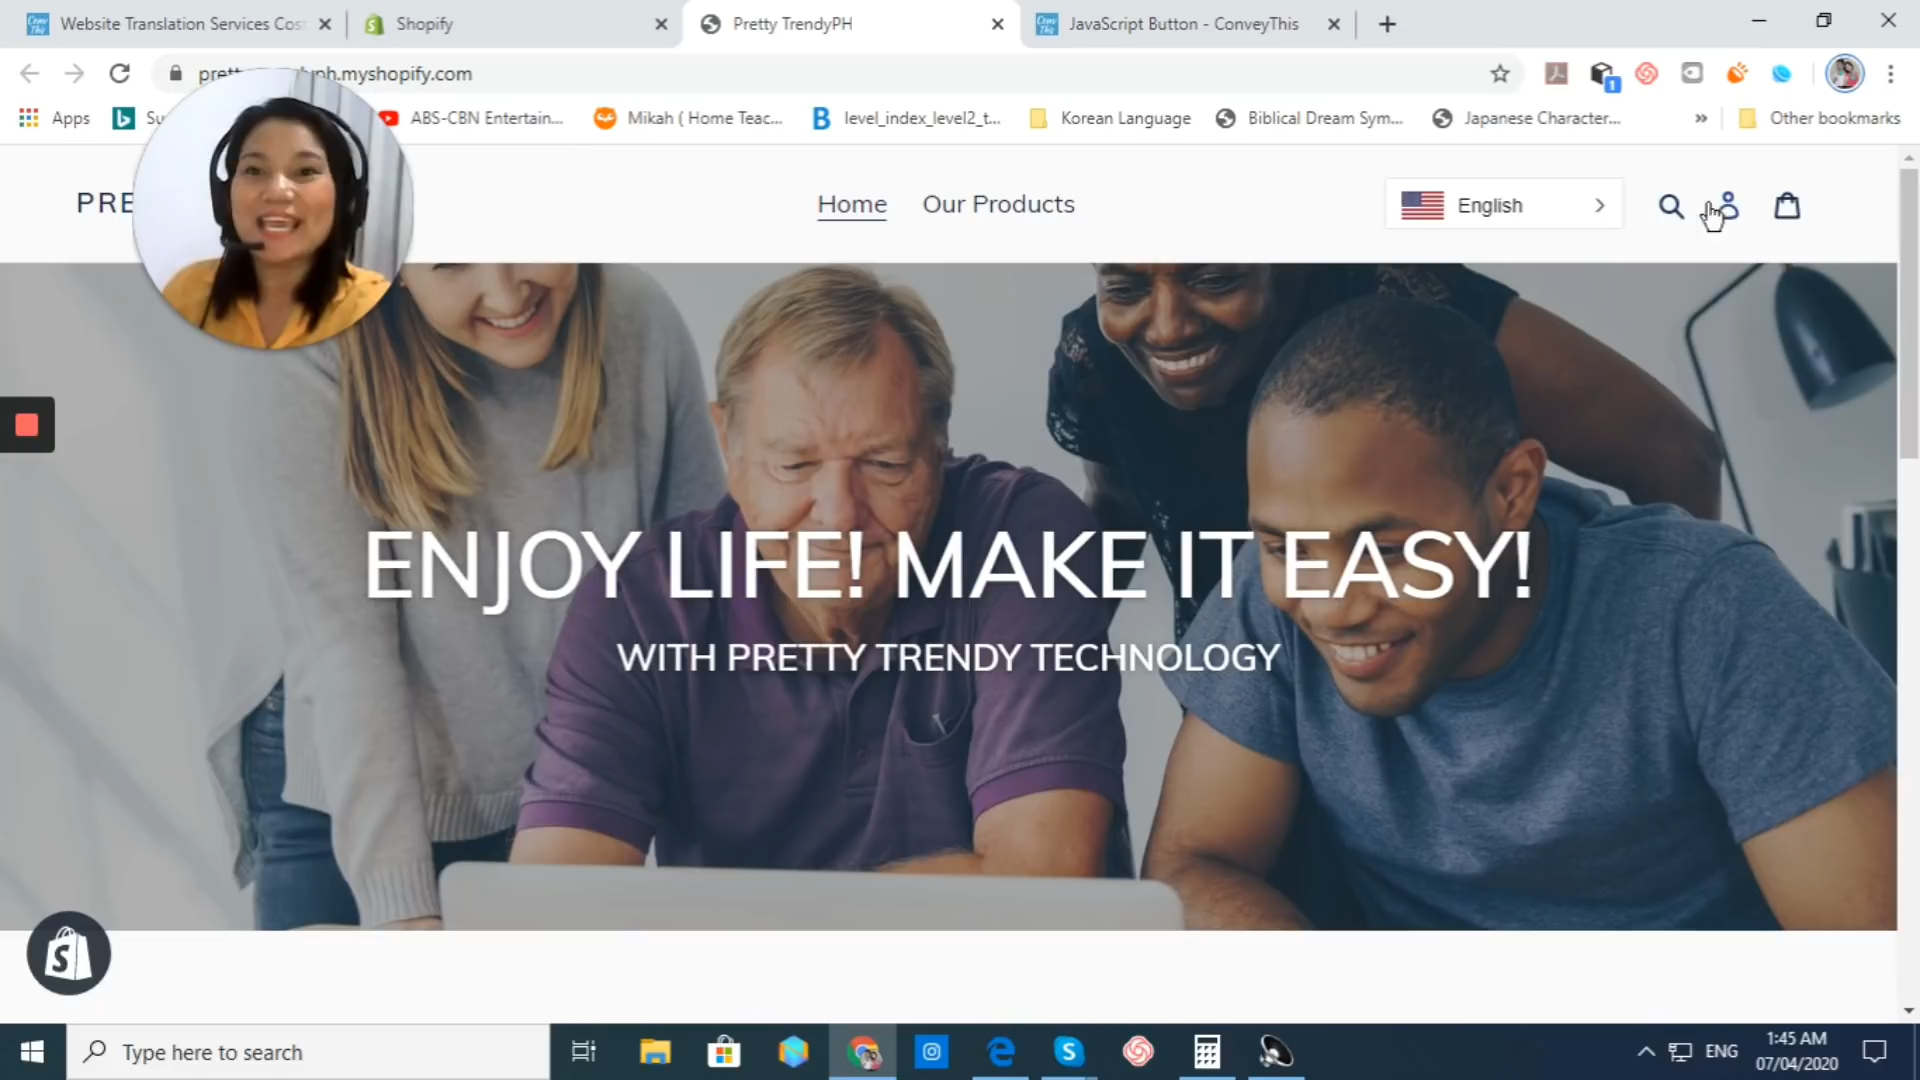 Website Translation Services Cos
Shopify
Pretty TrendyPH
JavaScript Button - ConveyThis
ph.myshopify.com
Apps
ABS-CBN Entertain...
Mikah ( Home Teac...
level_index_level2_t...
Korean Language
Biblical Dream Sym...
Japanese Character...
Other bookmarks
PRE
Home
Our Products
English
ENJOY LIFE! MAKE IT EASY!
WITH PRETTY TRENDY TECHNOLOGY
Type here to search
ENG
1:45 AM
07/04/2020